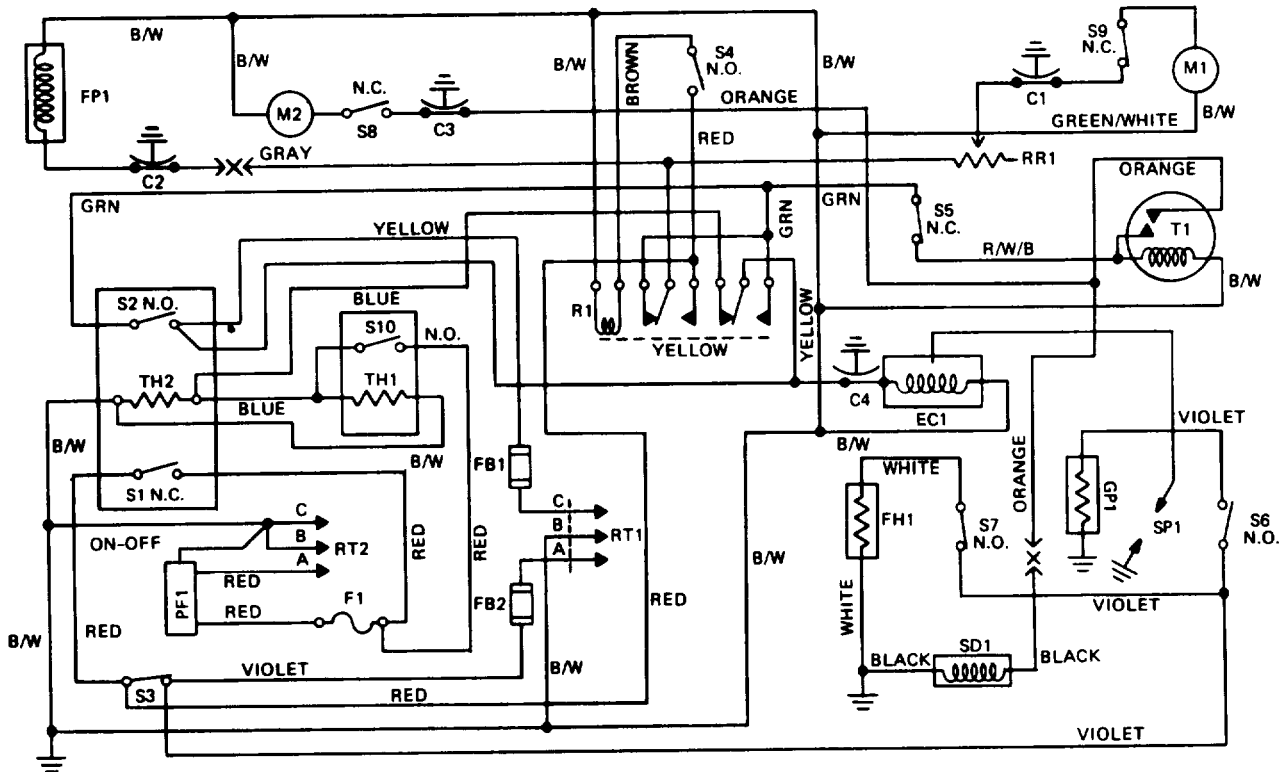 B/W
FP1
B/W
N.C.
M2
S8
C3
C2
GRAY
B/W
BROWN
S4
N.O.
ORANGE
RED
B/W
S9
N.C.
M1
C1
GREEN/WHITE
B/W
RR1
ORANGE
GRN
YELLOW
GRN
S5
N.C.
R/W/B
T1
B/W
S2 N.O.
BLUE
S10
N.O.
R1
YELLOW
YELLOW
TH2
BLUE
TH1
B/W
C4
EC1
B/W
S1 N.C.
B/W
FB1
WHITE
ORANGE
VIOLET
GP1
SP1
S6
N.O.
FH1
S7
N.O.
C
B
A
ON-OFF
RT2
RED
RED
RED
C
B
A
RT1
B/W
PF1
RED
F1
FB2
RED
WHITE
VIOLET
B/W
RED
SD1
BLACK
BLACK
S3
VIOLET
RED
B/W
VIOLET